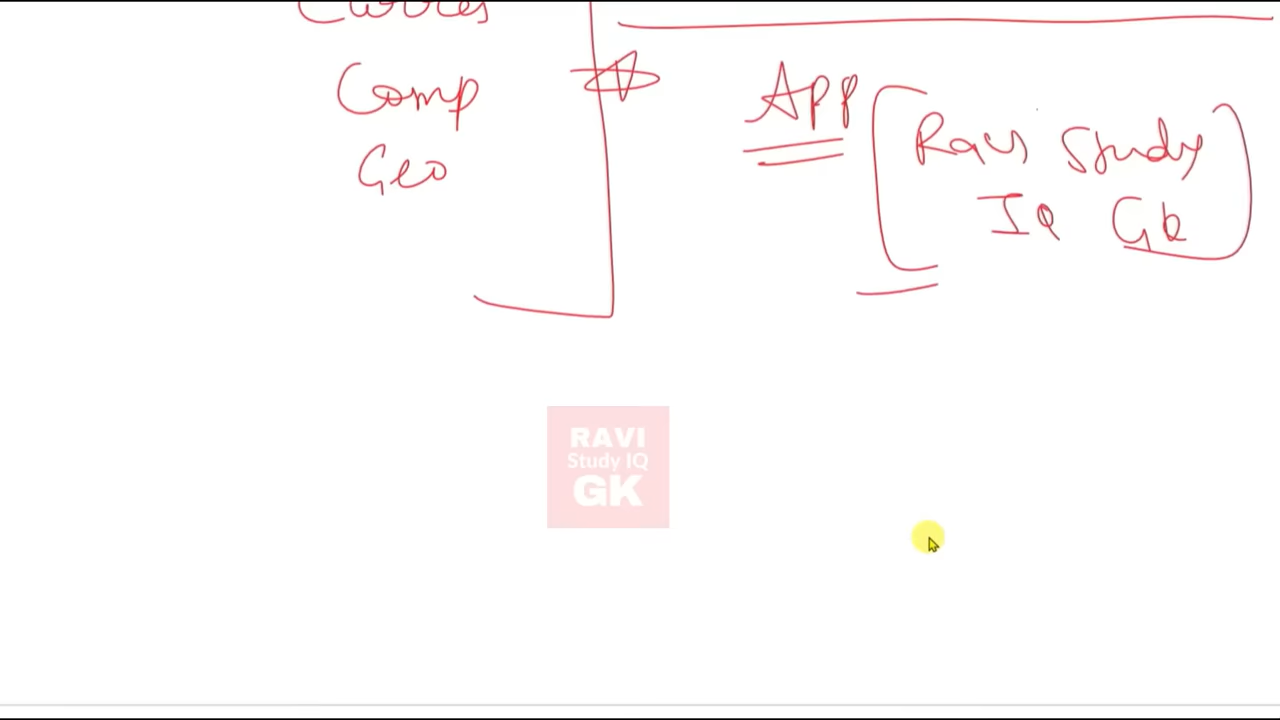 Comp
Geo
App
Ravi Study
IQ GK
RAVI
Study IQ
GK